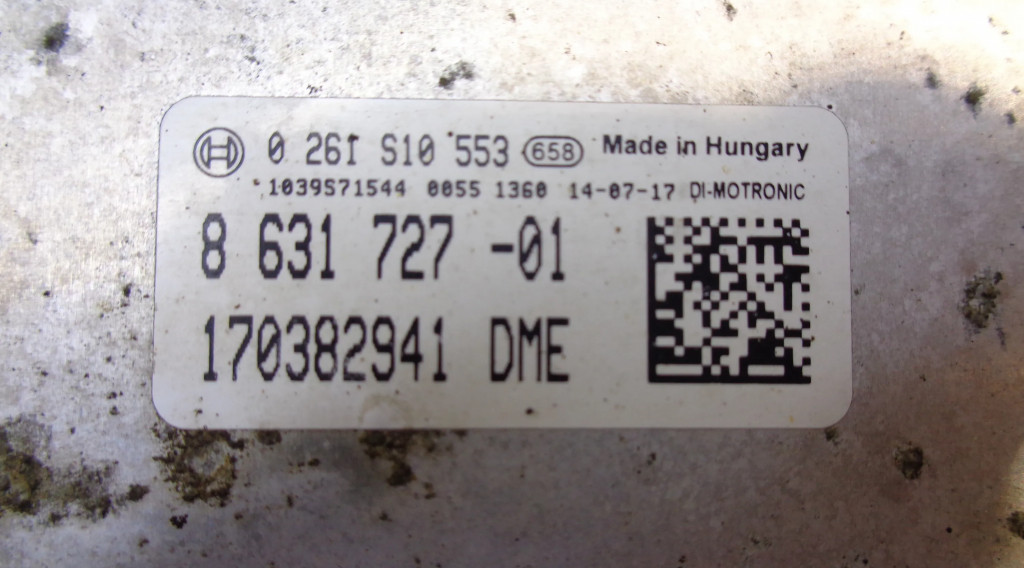 0 261 S10 553 658 Made in Hungary
1039S71544 0055 1360 14-07-17 DI-MOTRONIC
8 631 727 -01
170382941 DME